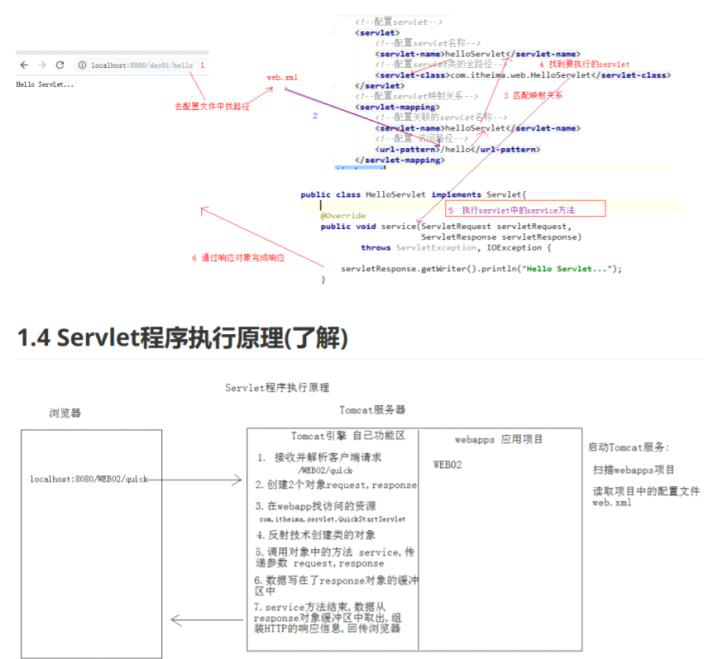 <!--配置servlet-->
<servlet>
<!--配置servlet名称-->
<servlet-name>helloServlet</servlet-name>
<!--配置servlet类的全路径-->
4 找到要执行的servlet
<servlet-class>com.itheima.web.HelloServlet</servlet-class>
</servlet>
<!--配置servlet映射关系-->
3 匹配映射关系
<servlet-mapping>
<!--配置关联的servlet名称-->
<servlet-name>helloServlet</servlet-name>
<!--配置 访问路径-->
<url-pattern>/hello</url-pattern>
</servlet-mapping>
localhost:8080/day01/hello 1
Hello Servlet...
web.xml
去配置文件中找路径
2
public class HelloServlet implements Servlet{
5 执行servlet中的service方法
@Override
public void service(ServletRequest servletRequest,
ServletResponse servletResponse)
throws ServletException, IOException {
6 通过响应对象完成响应
servletResponse.getWriter().println("Hello Servlet...");
}
1.4 Servlet程序执行原理(了解)
Servlet程序执行原理
浏览器
Tomcat服务器
localhost:8080/WEB02/quick
Tomcat引擎 自己功能区
1. 接收并解析客户端请求
/WEB02/quick
2.创建2个对象request,response
3.在webapp找访问的资源
com.itheima.servlet.QuickStartServlet
4.反射技术创建类的对象
5.调用对象中的方法 service,传
递参数 request,response
6.数据写在了response对象的缓冲
区中
7.service方法结束,数据从
response对象缓冲区中取出,组
装HTTP的响应信息,回传浏览器
webapps 应用项目
WEB02
启动Tomcat服务:
扫描webapps项目
读取项目中的配置文件
web.xml